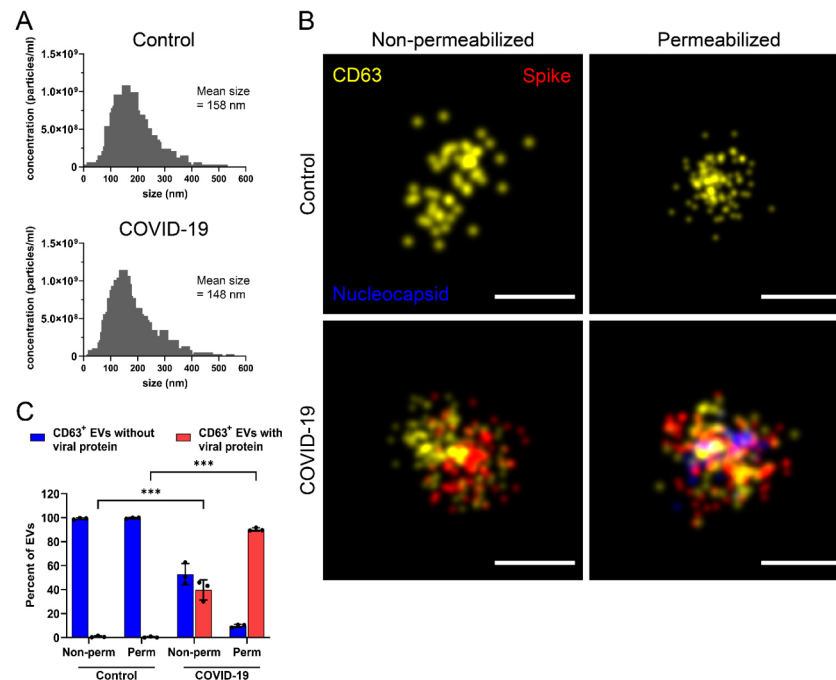 A
Control
concentration (particles/ml)
1.5×10⁹
1.0×10⁹
5.0×10⁸
0
Mean size
= 158 nm
0 100 200 300 400 500 600
size (nm)
COVID-19
concentration (particles/ml)
1.5×10⁹
1.0×10⁹
5.0×10⁸
0
Mean size
= 148 nm
0 100 200 300 400 500 600
size (nm)
B
Non-permeabilized
Permeabilized
Control
CD63
Spike
Nucleocapsid
COVID-19
C
CD63⁺ EVs without
viral protein
CD63⁺ EVs with
viral protein
***
***
Percent of EVs
120
100
80
60
40
20
0
Non-perm Perm Non-perm Perm
Control COVID-19